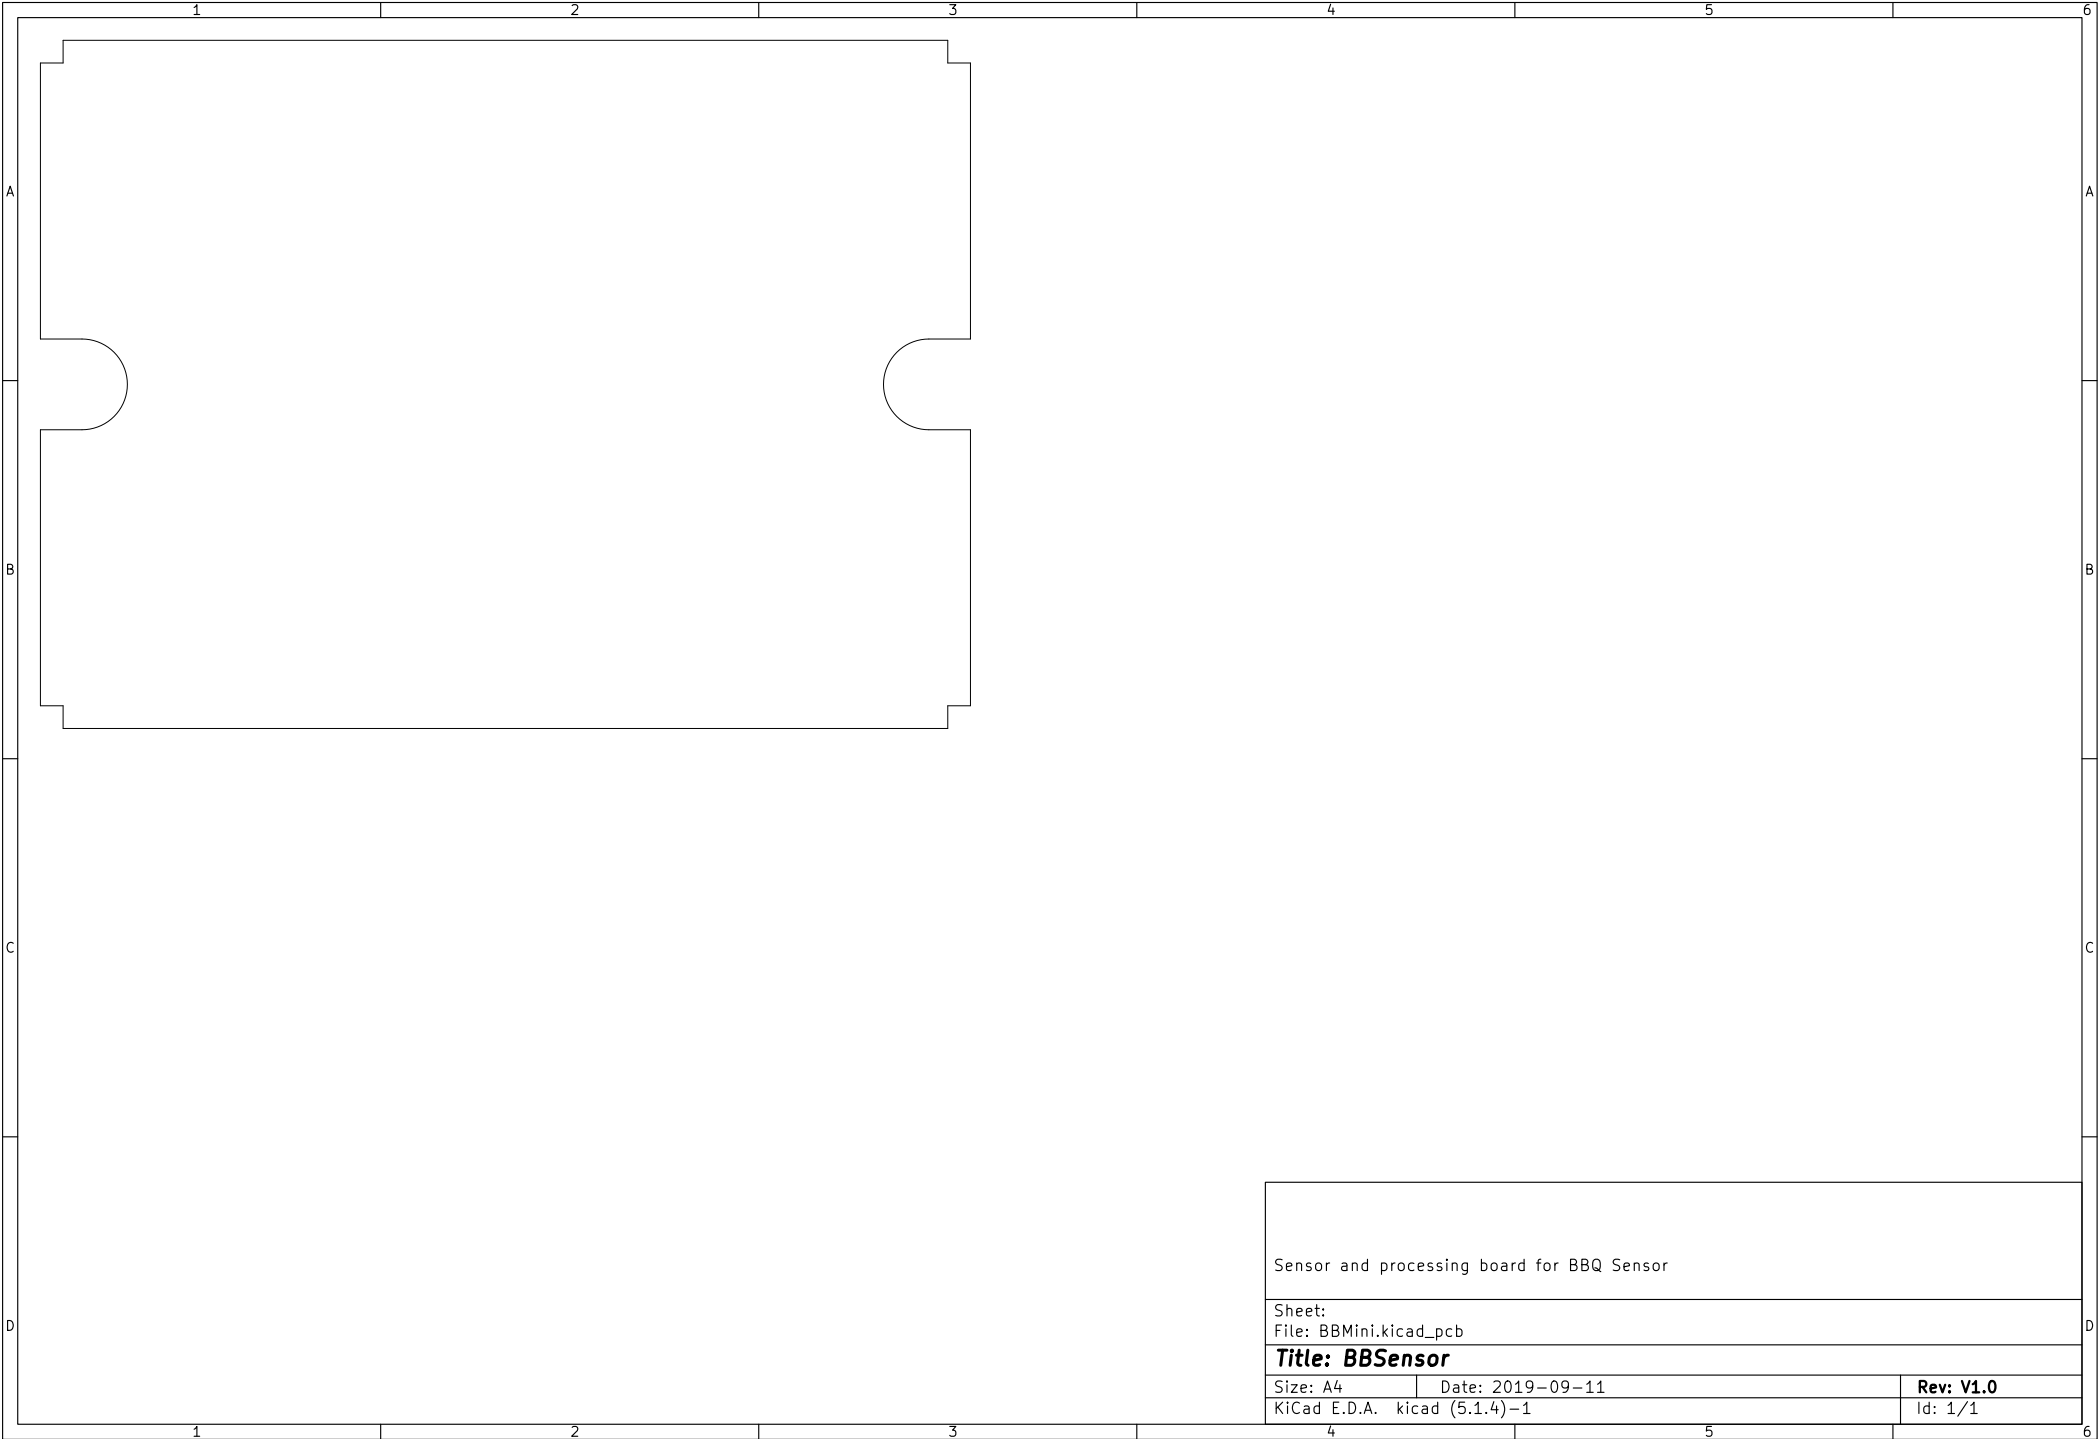 1 2 3 4 5 6
A A
B B
C C
D D
Sensor and processing board for BBQ Sensor
Sheet:
File: BBMini.kicad_pcb
Title: BBSensor
Size: A4 Date: 2019-09-11 Rev: V1.0
KiCad E.D.A. kicad (5.1.4)-1 Id: 1/1
1 2 3 4 5 6